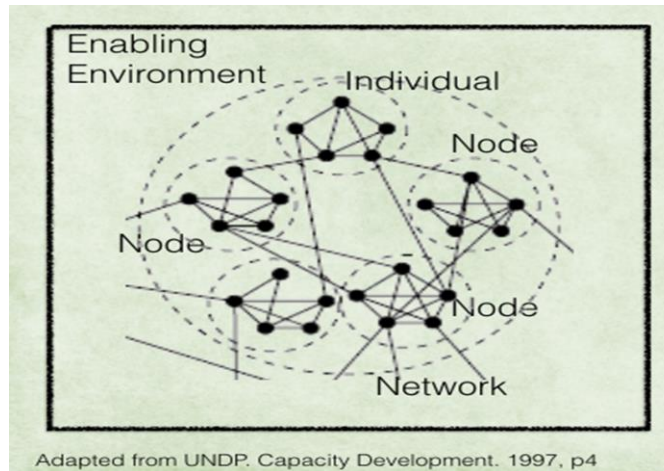 Enabling
Environment
Individual
Node
Node
Node
Network
Adapted from UNDP. Capacity Development. 1997, p4